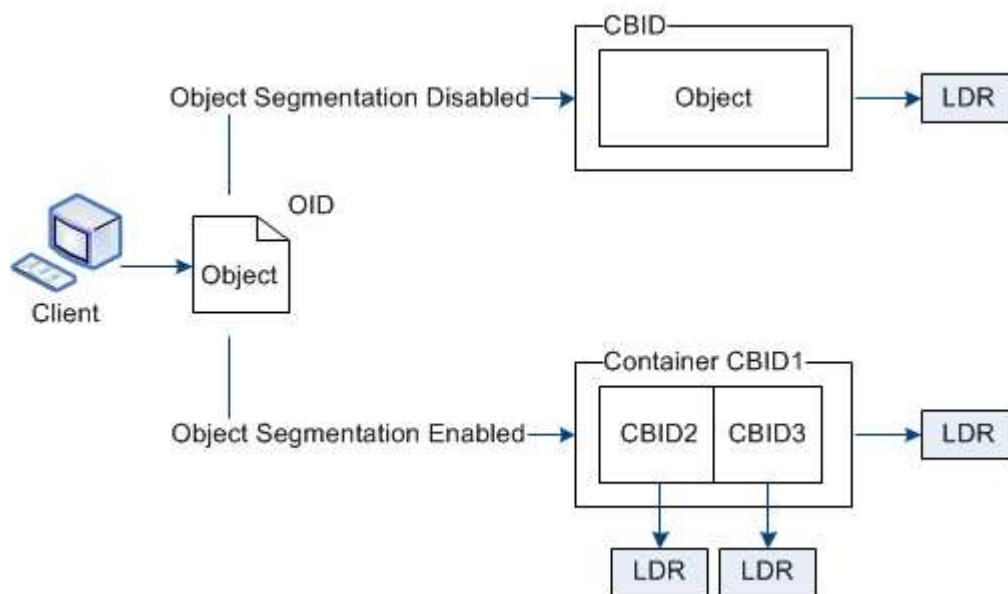 CBID
Object Segmentation Disabled
Object
LDR
OID
Object
Client
Container CBID1
Object Segmentation Enabled
CBID2
CBID3
LDR
LDR
LDR